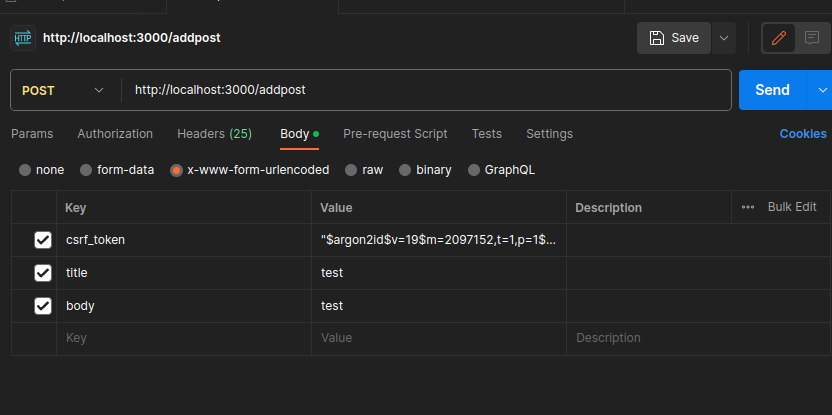 HTTP http://localhost:3000/addpost Save
POST http://localhost:3000/addpost Send
Params Authorization Headers (25) Body Pre-request Script Tests Settings Cookies
none form-data x-www-form-urlencoded raw binary GraphQL
Key Value Description Bulk Edit
csrf_token "$argon2id$v=19$m=2097152,t=1,p=1$...
title test
body test
Key Value Description